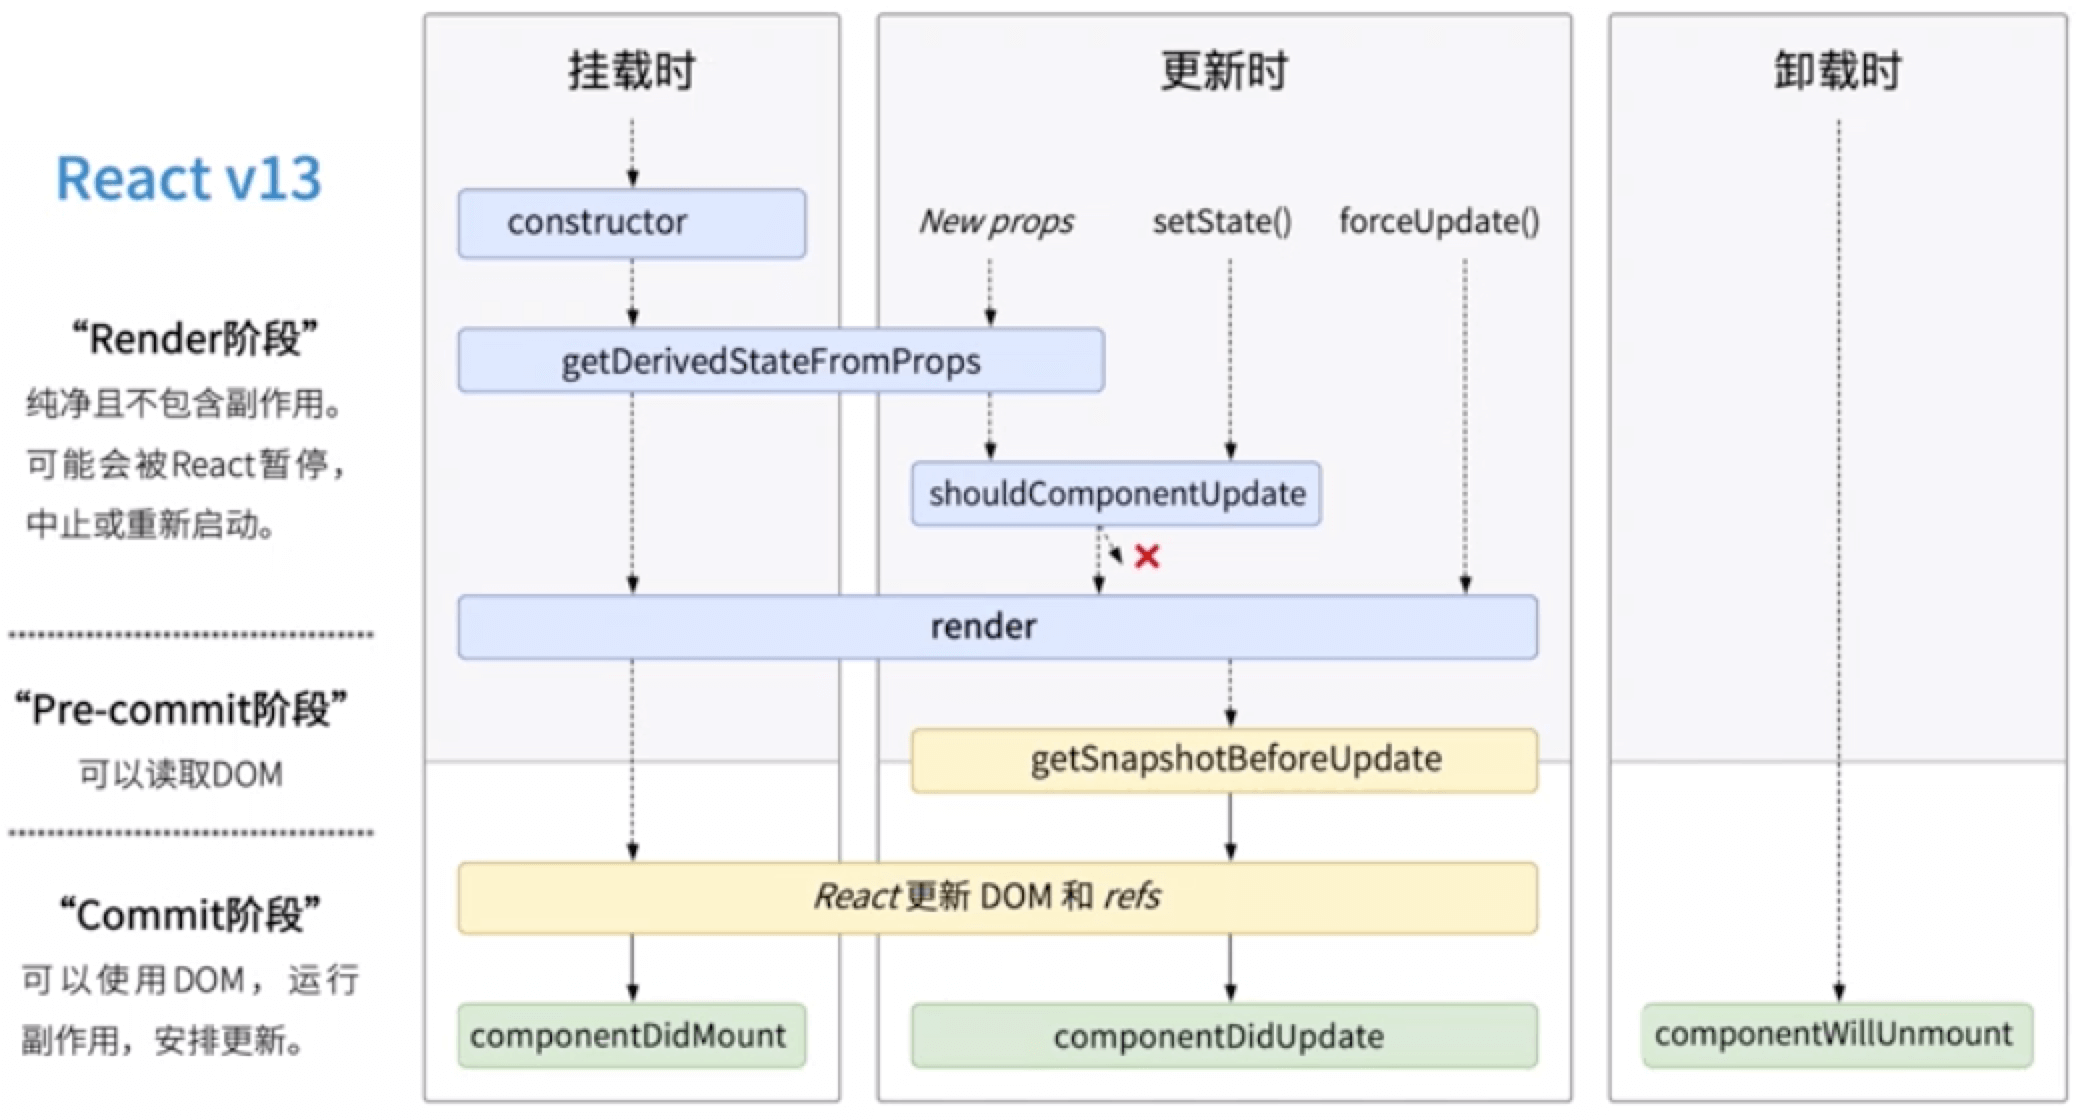 挂载时
更新时
卸载时
React v13
constructor
New props
setState()
forceUpdate()
“Render阶段”
纯净且不包含副作用。
可能会被React暂停，
中止或重新启动。
getDerivedStateFromProps
shouldComponentUpdate
render
“Pre-commit阶段”
可以读取DOM
getSnapshotBeforeUpdate
“Commit阶段”
可以使用DOM，运行
副作用，安排更新。
React 更新 DOM 和 refs
componentDidMount
componentDidUpdate
componentWillUnmount